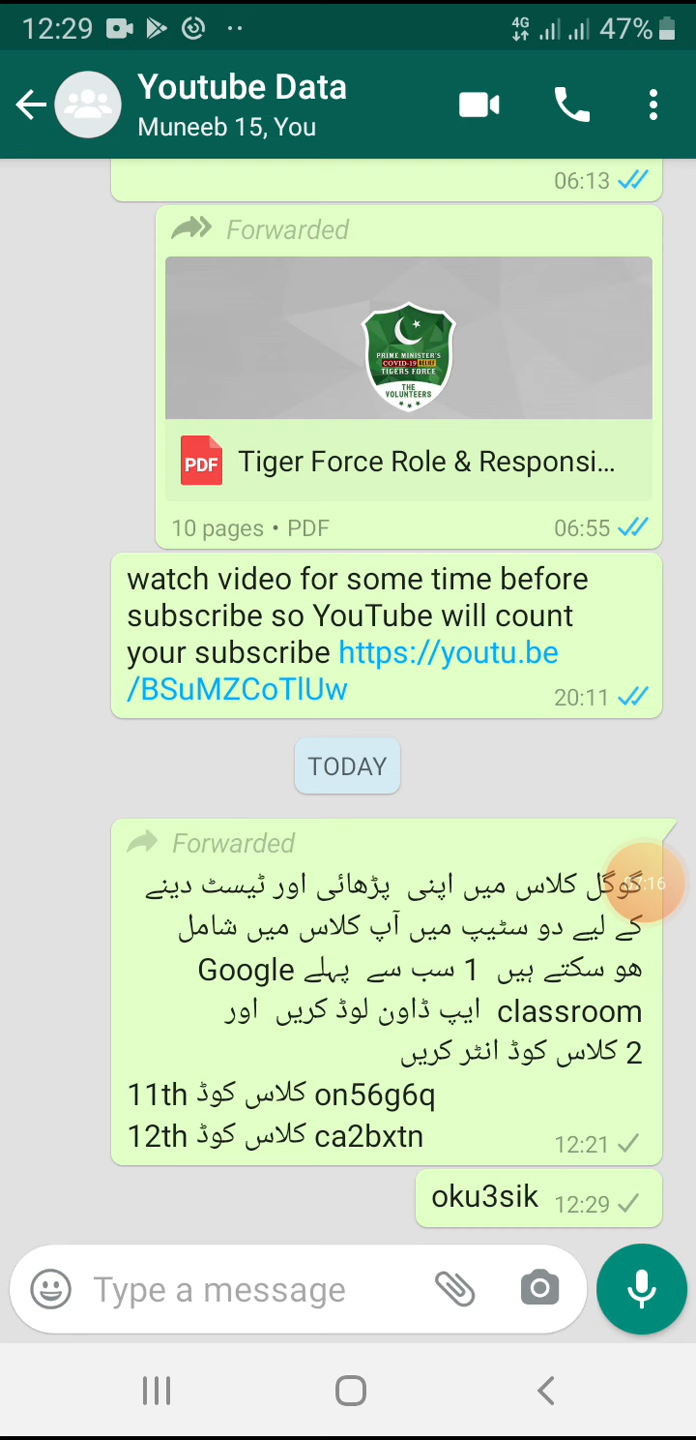 12:29
4G 47%
Youtube Data
Muneeb 15, You
06:13
Forwarded
PRIME MINISTER'S
COVID-19 RELIEF
TIGERS FORCE
THE
VOLUNTEERS
PDF Tiger Force Role & Responsi...
10 pages • PDF 06:55
watch video for some time before
subscribe so YouTube will count
your subscribe https://youtu.be
/BSuMZCoTlUw 20:11
TODAY
Forwarded
گوگل کلاس میں اپنی پڑھائی اور ٹیسٹ دینے
07:16
کے لیے دو سٹیپ میں آپ کلاس میں شامل
ھو سکتے ہیں 1 سب سے پہلے Google
classroom ایپ ڈاون لوڈ کریں اور
2 کلاس کوڈ انٹر کریں
11th کلاس کوڈ on56g6q
12th کلاس کوڈ ca2bxtn 12:21
oku3sik 12:29
Type a message